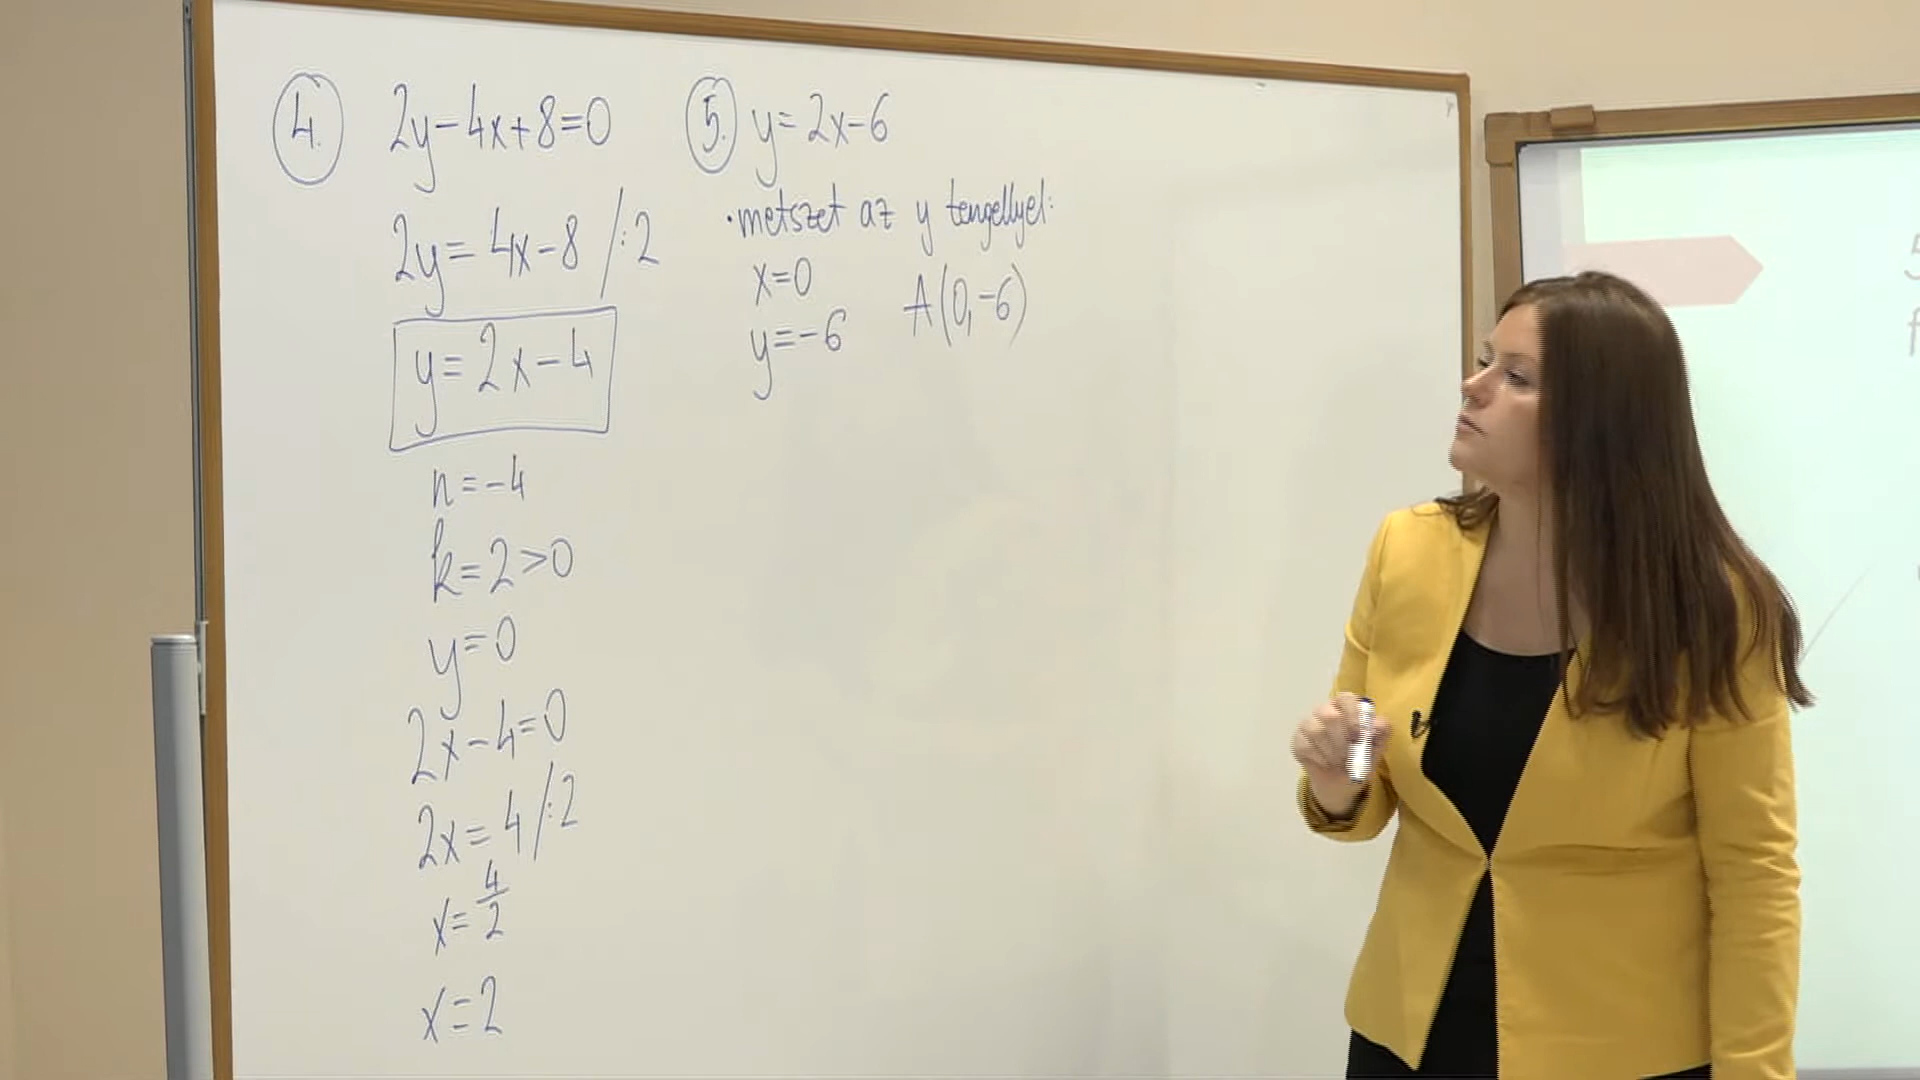 4.
2y-4x+8=0
2y=4x-8 /:2
y=2x-4
n=-4
k=2>0
y=0
2x-4=0
2x=4/:2
x=4/2
x=2
5. y=2x-6
•metszet az y tengellyel:
x=0
y=-6
A(0,-6)